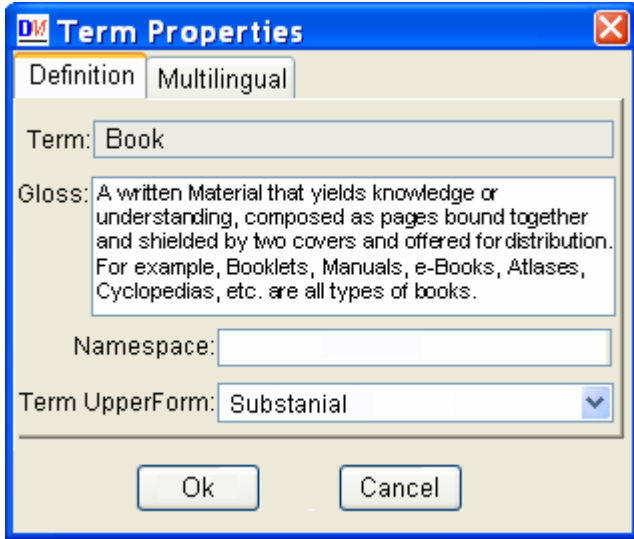 DM Term Properties
Definition Multilingual
Term: Book
Gloss: A written Material that yields knowledge or
understanding, composed as pages bound together
and shielded by two covers and offered for distribution.
For example, Booklets, Manuals, e-Books, Atlases,
Cyclopedias, etc. are all types of books.
Namespace:
Term UpperForm: Substanial
Ok Cancel